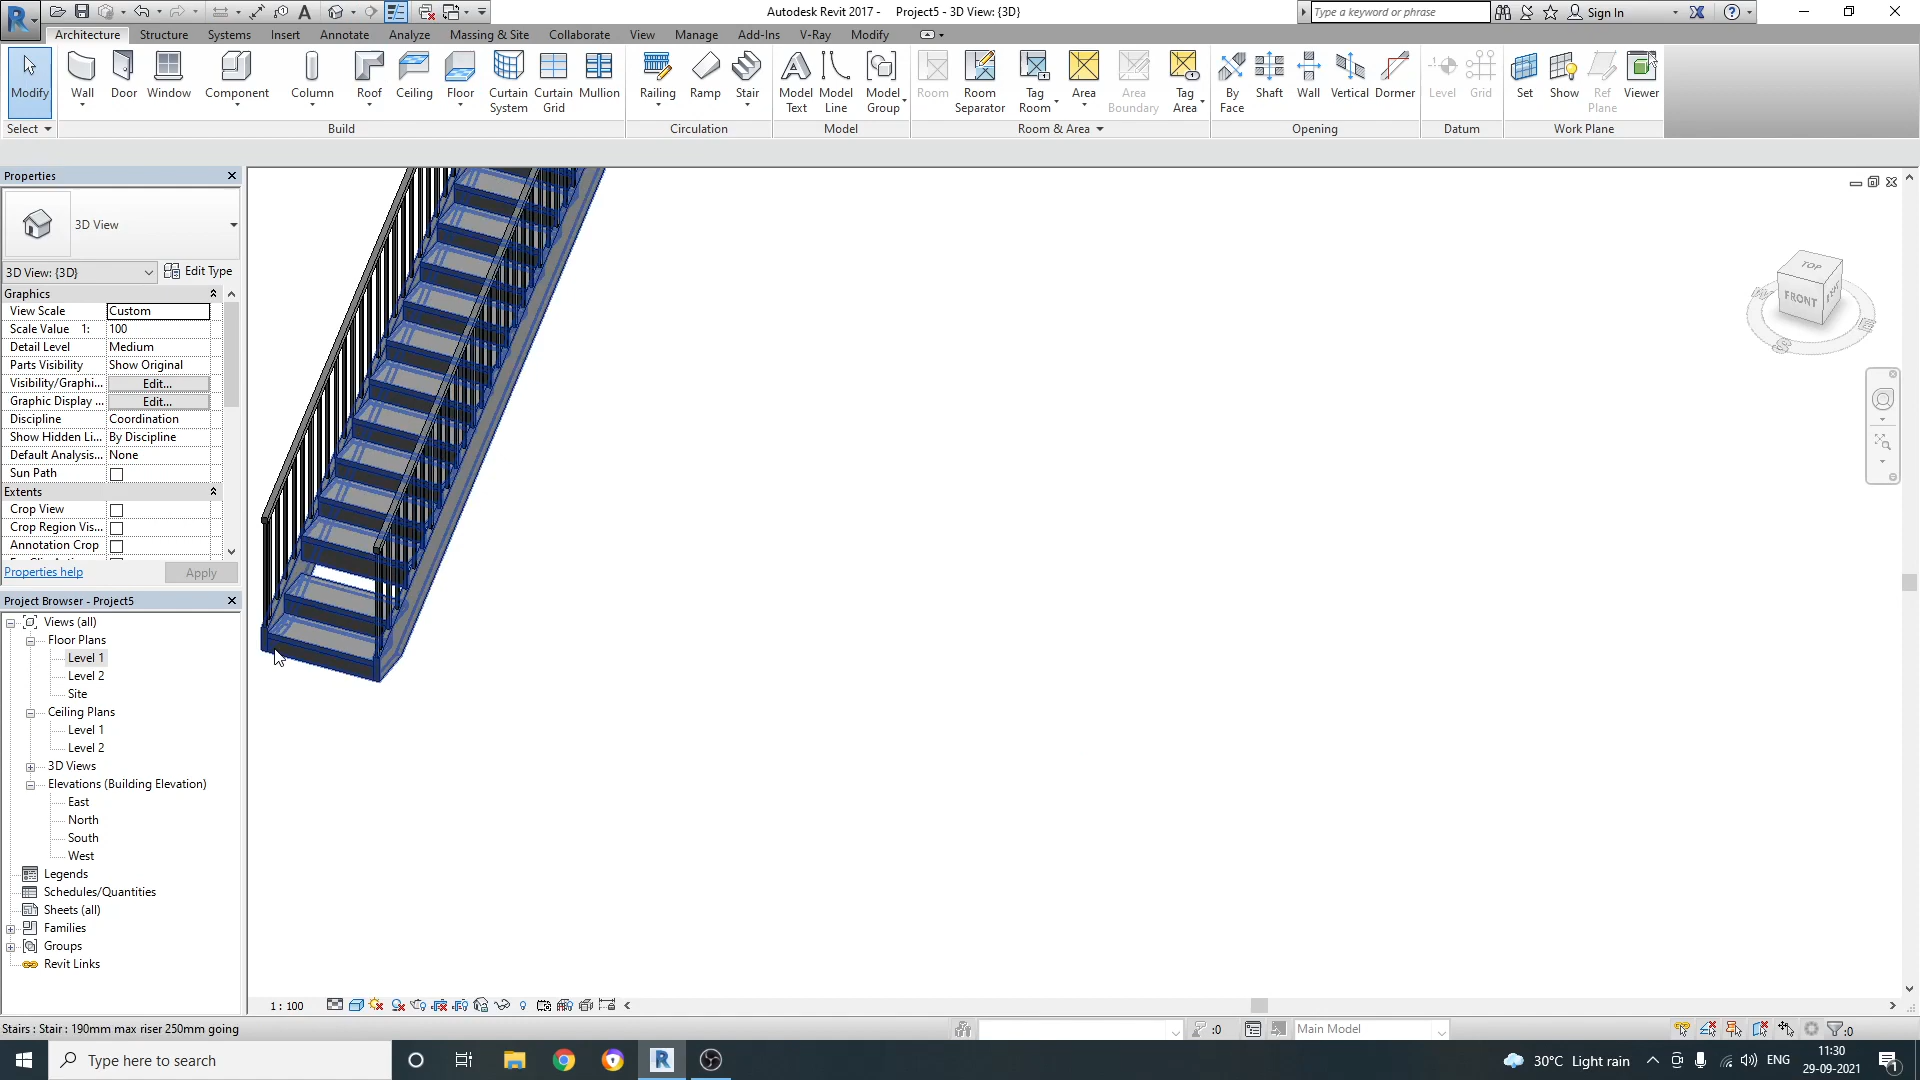 Autodesk Revit 2017 - Project5 - 3D View: {3D}
Type a keyword or phrase
Sign In
Architecture Structure Systems Insert Annotate Analyze Massing & Site Collaborate View Manage Add-Ins V-Ray Modify
Modify Wall Door Window Component Column Roof Ceiling Floor Curtain System Curtain Grid Mullion Railing Ramp Stair Model Text Model Line Model Group Room Room Separator Tag Room Area Area Boundary Tag Area By Face Shaft Wall Vertical Dormer Level Grid Set Show Ref Plane Viewer
Select Build Circulation Model Room & Area Opening Datum Work Plane
Properties
3D View
3D View: {3D} Edit Type
Graphics
View Scale Custom
Scale Value 1: 100
Detail Level Medium
Parts Visibility Show Original
Visibility/Graphi... Edit...
Graphic Display ... Edit...
Discipline Coordination
Show Hidden Li... By Discipline
Default Analysis... None
Sun Path
Extents
Crop View
Crop Region Vis...
Annotation Crop
Properties help Apply
Project Browser - Project5
Views (all)
Floor Plans
Level 1
Level 2
Site
Ceiling Plans
Level 1
Level 2
3D Views
Elevations (Building Elevation)
East
North
South
West
Legends
Schedules/Quantities
Sheets (all)
Families
Groups
Revit Links
TOP
FRONT
W
E
S
1 : 100
Stairs : Stair : 190mm max riser 250mm going
:0
Main Model
:0
Type here to search
30°C Light rain
ENG
11:30
29-09-2021
1